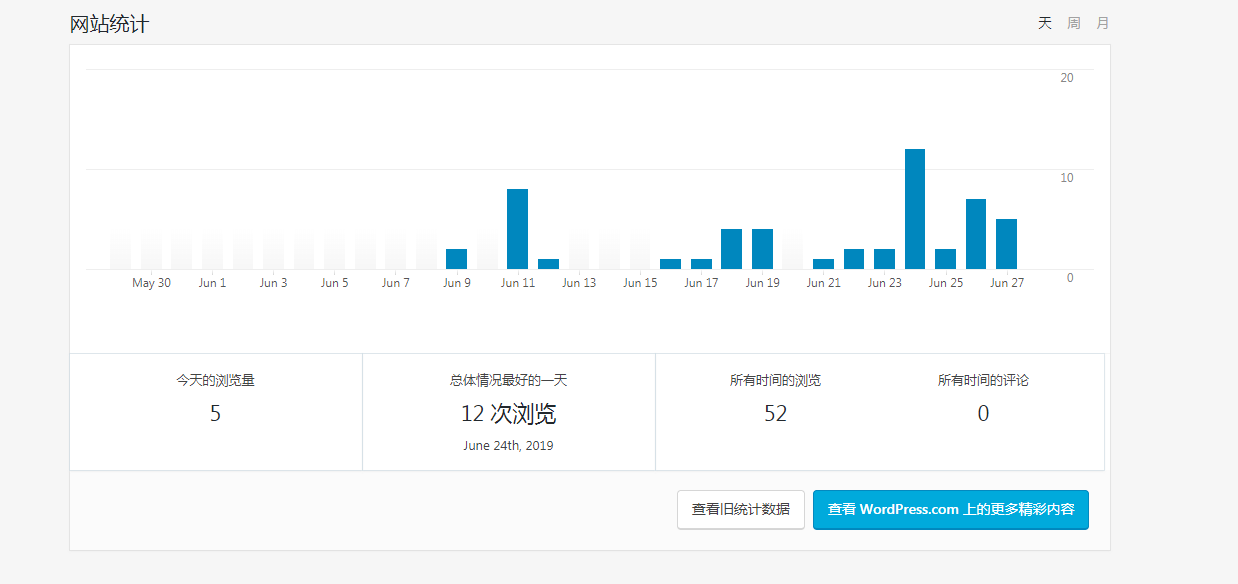 网站统计
天 周 月
20
10
0
May 30 Jun 1 Jun 3 Jun 5 Jun 7 Jun 9 Jun 11 Jun 13 Jun 15 Jun 17 Jun 19 Jun 21 Jun 23 Jun 25 Jun 27
今天的浏览量
5
总体情况最好的一天
12 次浏览
June 24th, 2019
所有时间的浏览
52
所有时间的评论
0
查看旧统计数据
查看 WordPress.com 上的更多精彩内容